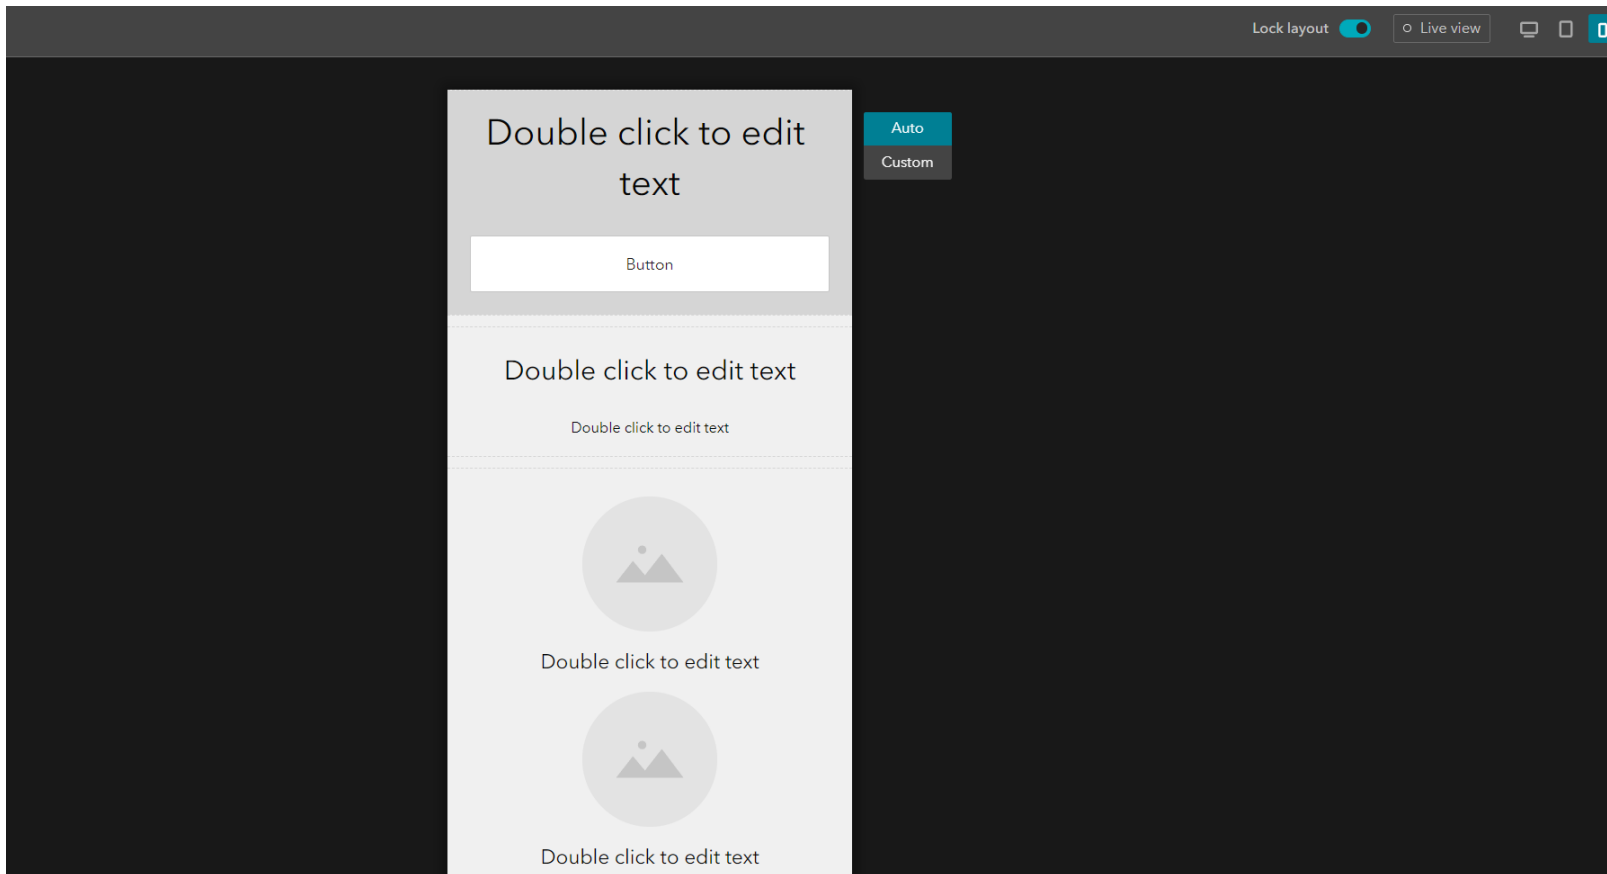 Lock layout
Live view
Double click to edit
text
Auto
Custom
Button
Double click to edit text
Double click to edit text
Double click to edit text
Double click to edit text